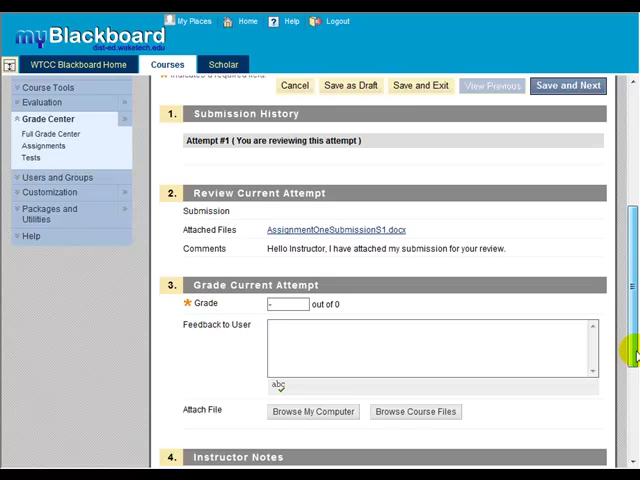 My Places Home Help Logout
myBlackboard
dist-ed.waketech.edu
WTCC Blackboard Home Courses Scholar
Indicates a required field.
Cancel Save as Draft Save and Exit View Previous Save and Next
Course Tools
Evaluation
Grade Center
Full Grade Center
Assignments
Tests
Users and Groups
Customization
Packages and
Utilities
Help
1. Submission History
Attempt #1 ( You are reviewing this attempt )
2. Review Current Attempt
Submission
Attached Files AssignmentOneSubmissionS1.docx
Comments Hello Instructor, I have attached my submission for your review.
3. Grade Current Attempt
Grade - out of 0
Feedback to User
abc
Attach File Browse My Computer Browse Course Files
4. Instructor Notes